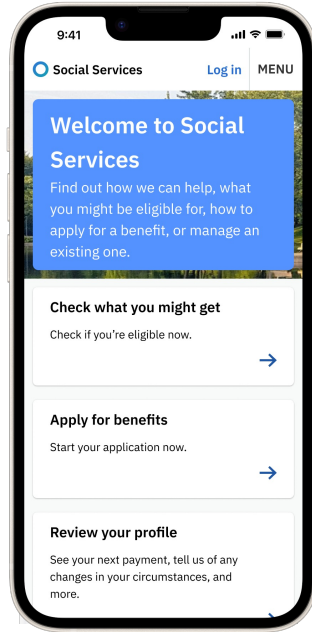 9:41
Social Services
Log in
MENU
Welcome to Social
Services
Find out how we can help, what
you might be eligible for, how to
apply for a benefit, or manage an
existing one.
Check what you might get
Check if you’re eligible now.
Apply for benefits
Start your application now.
Review your profile
See your next payment, tell us of any
changes in your circumstances, and
more.